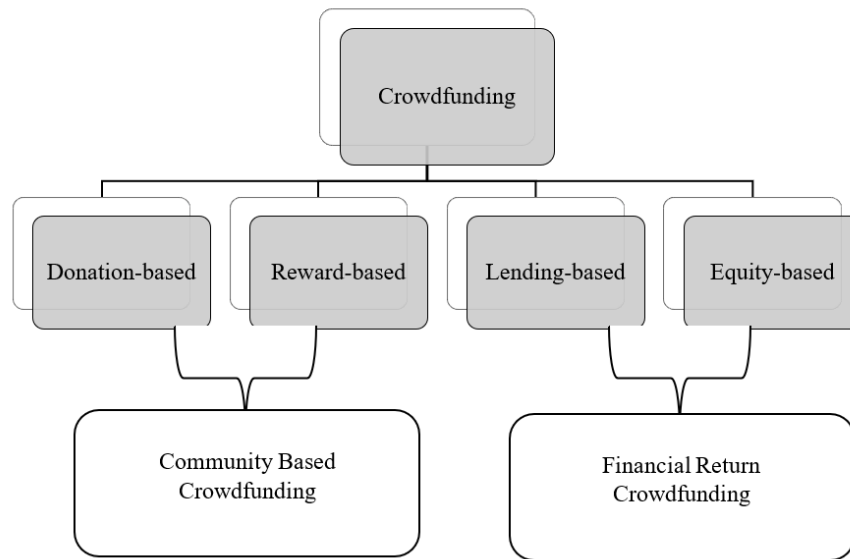 Crowdfunding
Donation-based
Reward-based
Lending-based
Equity-based
Community Based
Crowdfunding
Financial Return
Crowdfunding